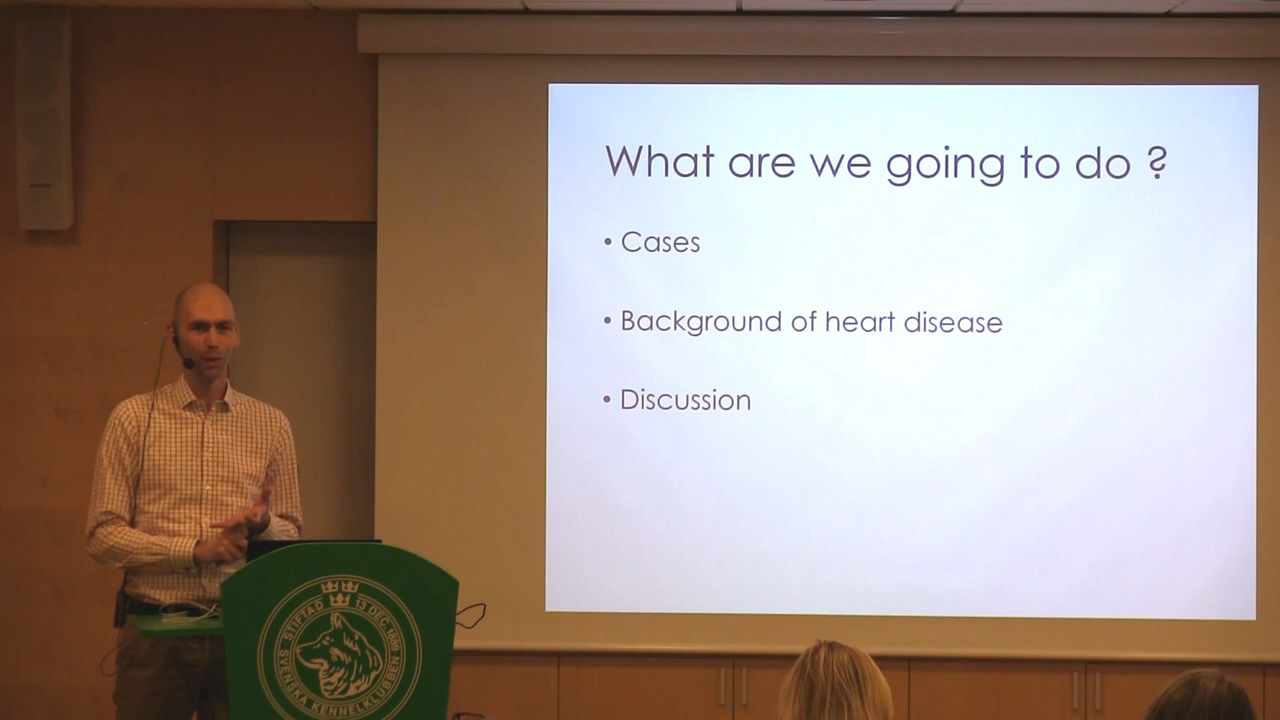 What are we going to do ?
• Cases
• Background of heart disease
• Discussion
STIFTAD 13 DEC. 1889
SVENSKA KENNELKLUBBEN